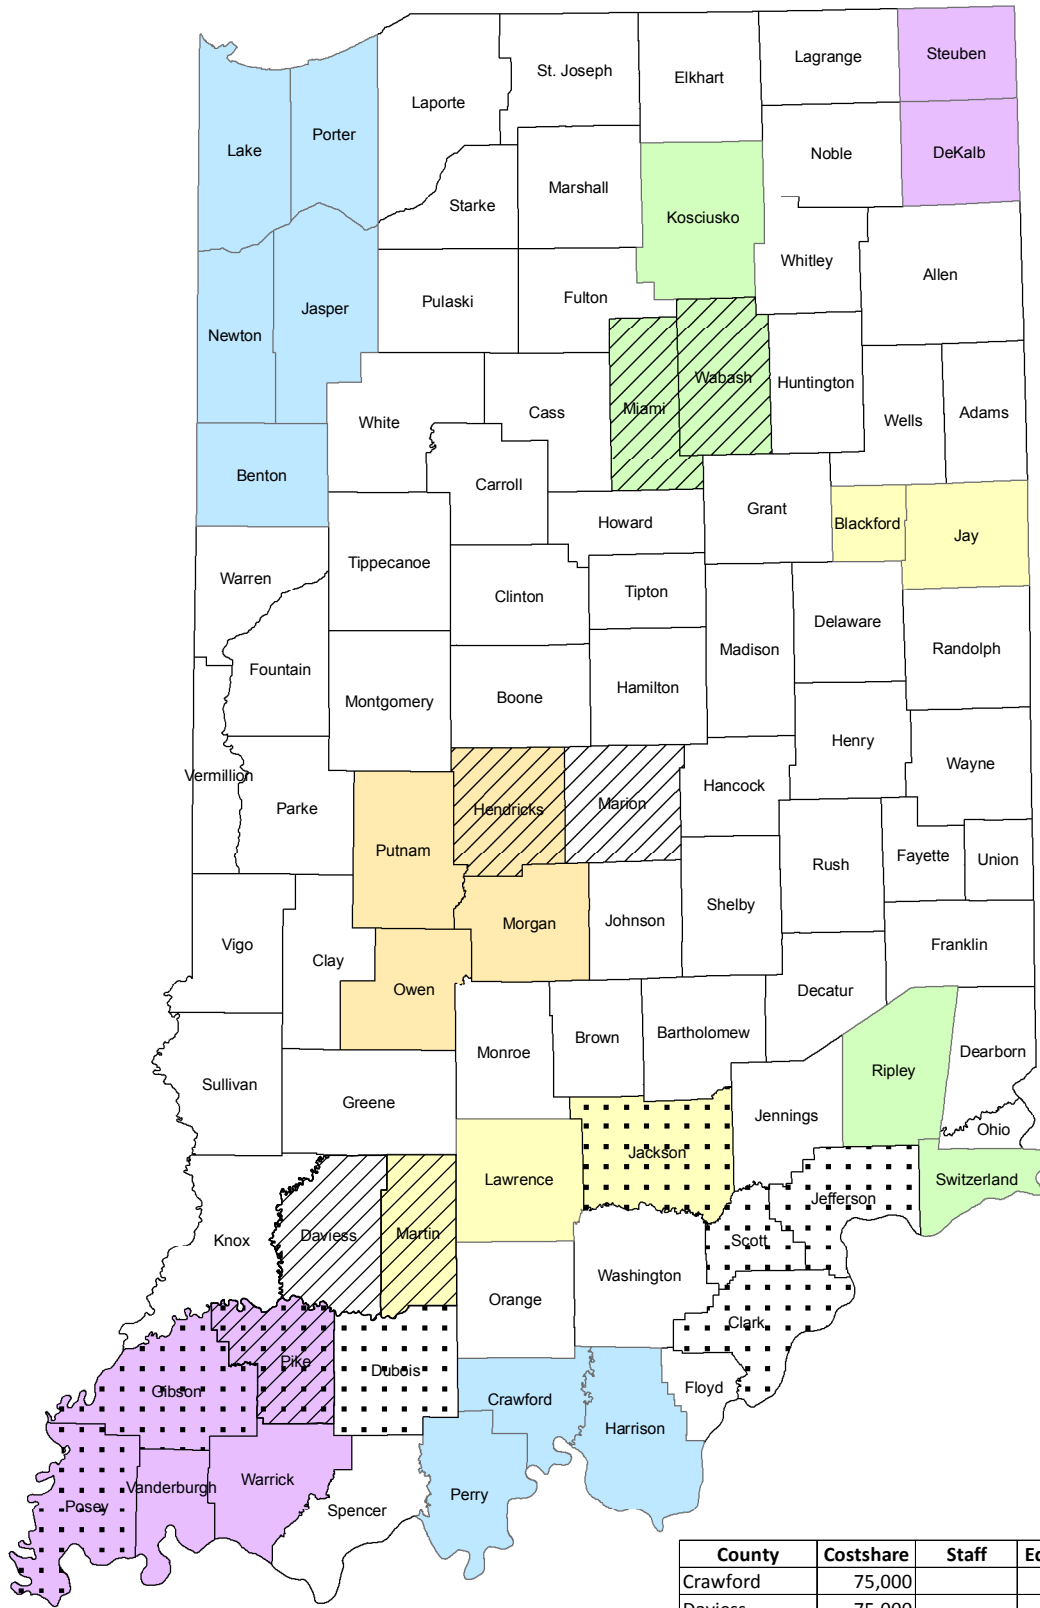 Steuben
Lagrange
St. Joseph
Elkhart
Laporte
Porter
Lake
Noble
DeKalb
Marshall
Starke
Kosciusko
Whitley
Allen
Fulton
Pulaski
Jasper
Newton
Wabash
Huntington
Miami
Cass
White
Wells
Adams
Benton
Carroll
Grant
Howard
Blackford
Jay
Tippecanoe
Warren
Clinton
Tipton
Delaware
Madison
Randolph
Fountain
Hamilton
Boone
Montgomery
Henry
Wayne
Vermillion
Hancock
Marion
Hendricks
Parke
Putnam
Rush
Fayette
Union
Shelby
Morgan
Johnson
Vigo
Clay
Franklin
Owen
Decatur
Bartholomew
Brown
Monroe
Dearborn
Ripley
Sullivan
Greene
Jennings
Ohio
Jackson
Lawrence
Switzerland
Jefferson
Knox
Daviess
Martin
Scott
Washington
Orange
Clark
Pike
Dubois
Gibson
Floyd
Crawford
Harrison
Warrick
Vanderburgh
Perry
Posey
Spencer
County Costshare Staff
Crawford 75,000
Daviess 75,000